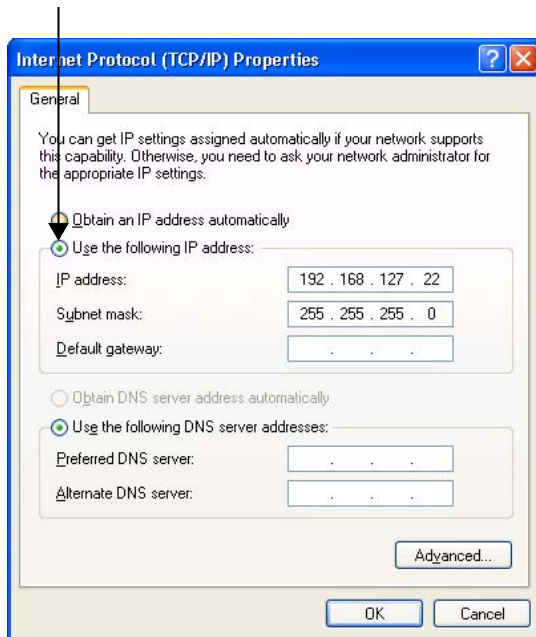 Internet Protocol (TCP/IP) Properties
General
You can get IP settings assigned automatically if your network supports
this capability. Otherwise, you need to ask your network administrator for
the appropriate IP settings.
Obtain an IP address automatically
Use the following IP address:
IP address: 192 . 168 . 127 . 22
Subnet mask: 255 . 255 . 255 . 0
Default gateway: . . .
Obtain DNS server address automatically
Use the following DNS server addresses:
Preferred DNS server: . . .
Alternate DNS server: . . .
Advanced...
OK Cancel